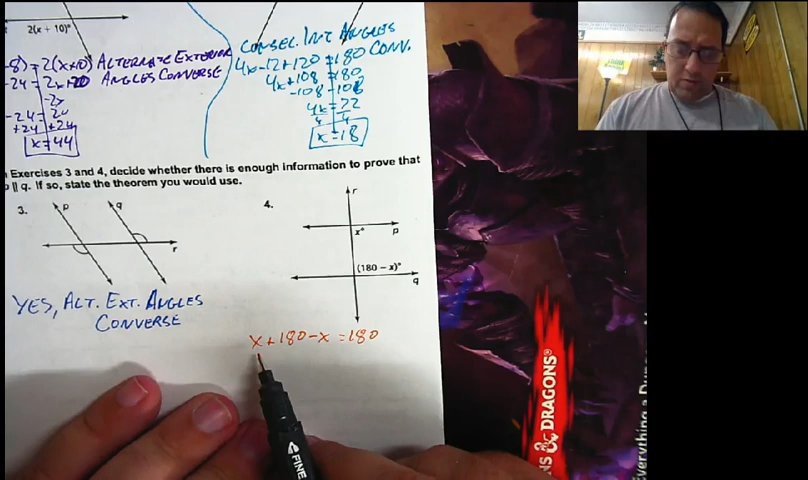 2(x + 10)°
-8) = 2(x+10) ALTERNATE EXTERIOR
ANGLES CONVERSE
-24 = 2x+20
-2x
-24 = 20
+24 +24
x=44
CONSEC. INT ANGLES
4x-12+120 = 180 CONV.
4x+108 = 180
-108 108
4x = 72
4 4
x = 18
Exercises 3 and 4, decide whether there is enough information to prove that
p || q. If so, state the theorem you would use.
3.
p
q
r
YES, ALT. EXT. ANGLES
CONVERSE
4.
r
x°
p
(180 – x)°
q
x + 180 - x = 180
FINE
NS & DRAGONS®
Everything a Du